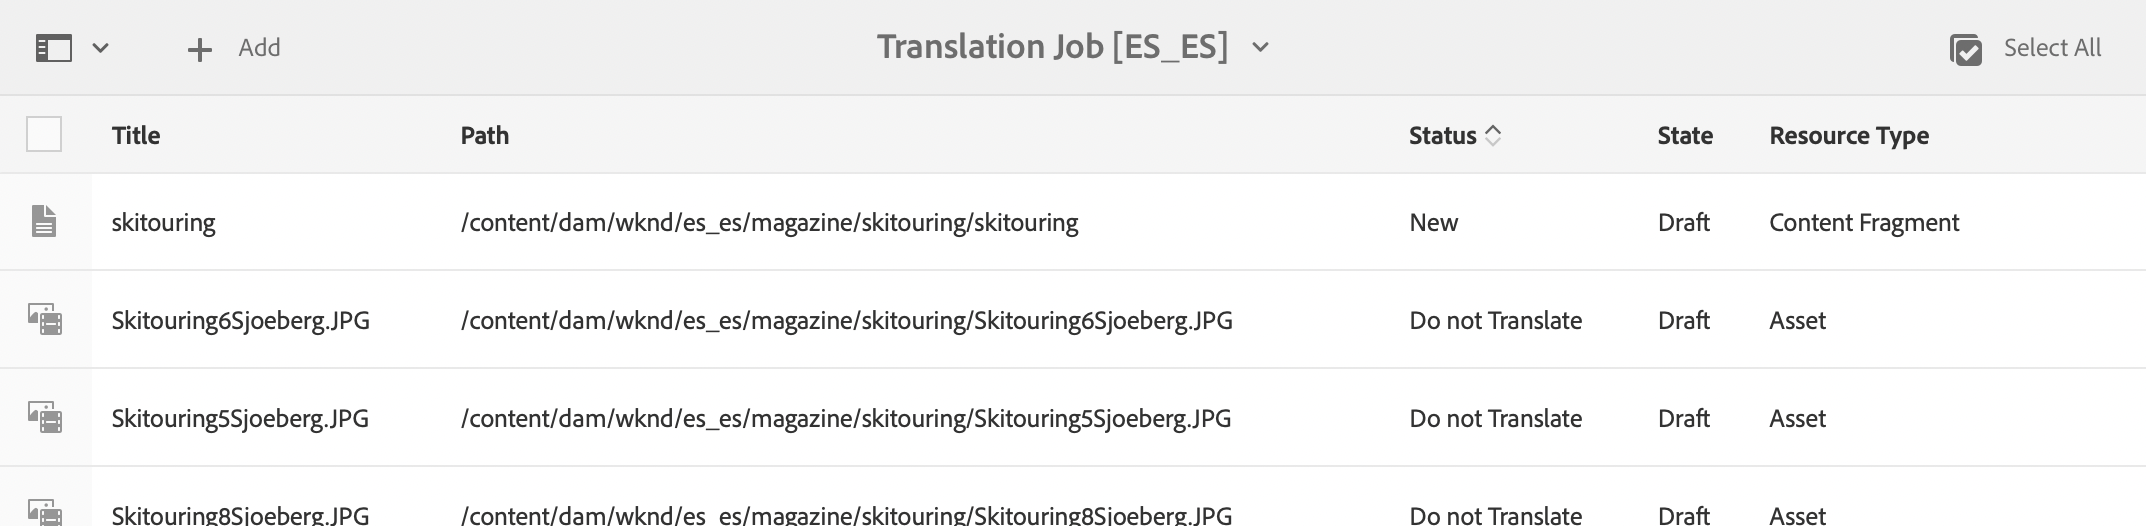 Add Translation Job [ES_ES] Select All
Title Path Status State Resource Type
skitouring /content/dam/wknd/es_es/magazine/skitouring/skitouring New Draft Content Fragment
Skitouring6Sjoeberg.JPG /content/dam/wknd/es_es/magazine/skitouring/Skitouring6Sjoeberg.JPG Do not Translate Draft Asset
Skitouring5Sjoeberg.JPG /content/dam/wknd/es_es/magazine/skitouring/Skitouring5Sjoeberg.JPG Do not Translate Draft Asset
Skitouring8Sjoeberg.JPG /content/dam/wknd/es_es/magazine/skitouring/Skitouring8Sjoeberg.JPG Do not Translate Draft Asset